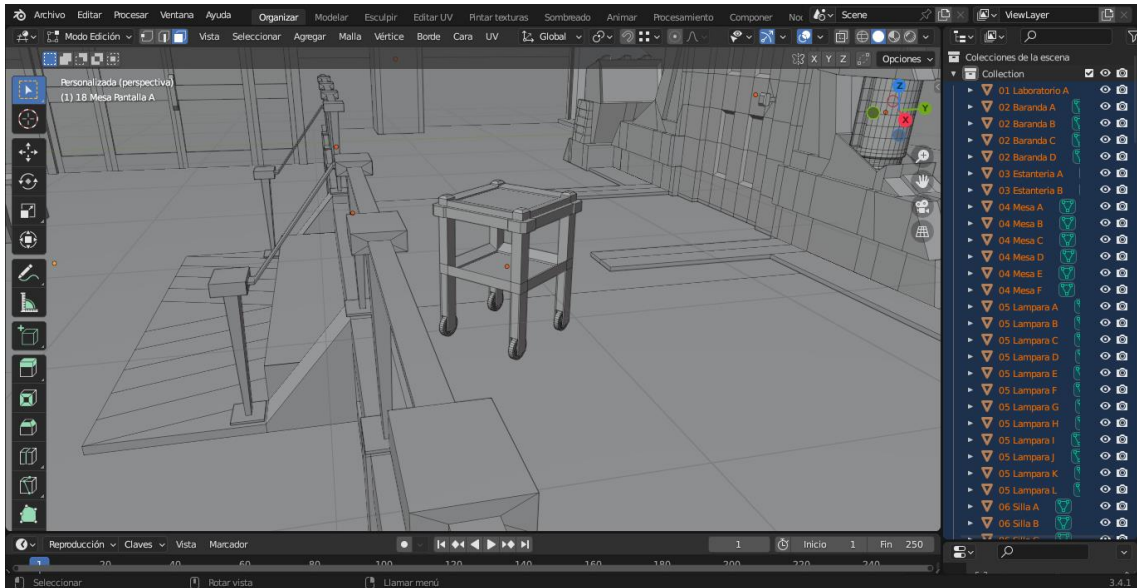 Archivo Editar Procesar Ventana Ayuda Organizar Modelar Esculpir Editar UV Pintar texturas Sombreado Animar Procesamiento Componer Scene ViewLayer
Modo Edición Vista Seleccionar Agregar Malla Vértice Borde Cara UV Global
X Y Z Opciones
Personalizada (perspectiva)
(1) 18 Mesa Pantalla A
Z
Y
X
Colecciones de la escena
Collection
01 Laboratorio A
02 Baranda A
02 Baranda B
02 Baranda C
02 Baranda D
03 Estanteria A
03 Estanteria B
04 Mesa A
04 Mesa B
04 Mesa C
04 Mesa D
04 Mesa E
04 Mesa F
05 Lampara A
05 Lampara B
05 Lampara C
05 Lampara D
05 Lampara E
05 Lampara F
05 Lampara G
05 Lampara H
05 Lampara I
05 Lampara J
05 Lampara K
05 Lampara L
06 Silla A
06 Silla B
Reproducción Claves Vista Marcador 1 Inicio 1 Fin 250
1 20 40 60 80 100 120 140 160 180 200 220 240
Seleccionar Rotar vista Llamar menú 3.4.1